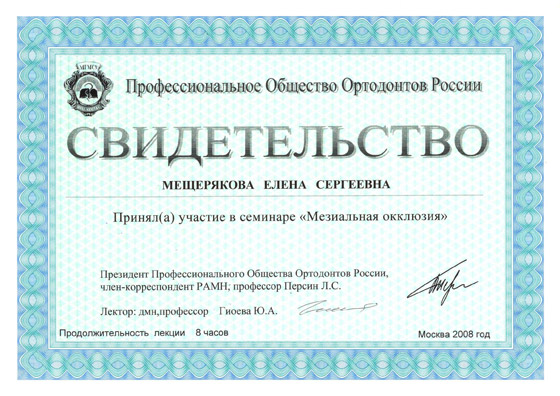 МГМСУ
Профессиональное Общество Ортодонтов России
СВИДЕТЕЛЬСТВО
МЕЩЕРЯКОВА ЕЛЕНА СЕРГЕЕВНА
Принял(а) участие в семинаре «Мезиальная окклюзия»
Президент Профессионального Общества Ортодонтов России,
член-корреспондент РАМН; профессор Персин Л.С.
Лектор: дмн,профессор Гиоева Ю.А.
Продолжительность лекции 8 часов
Москва 2008 год